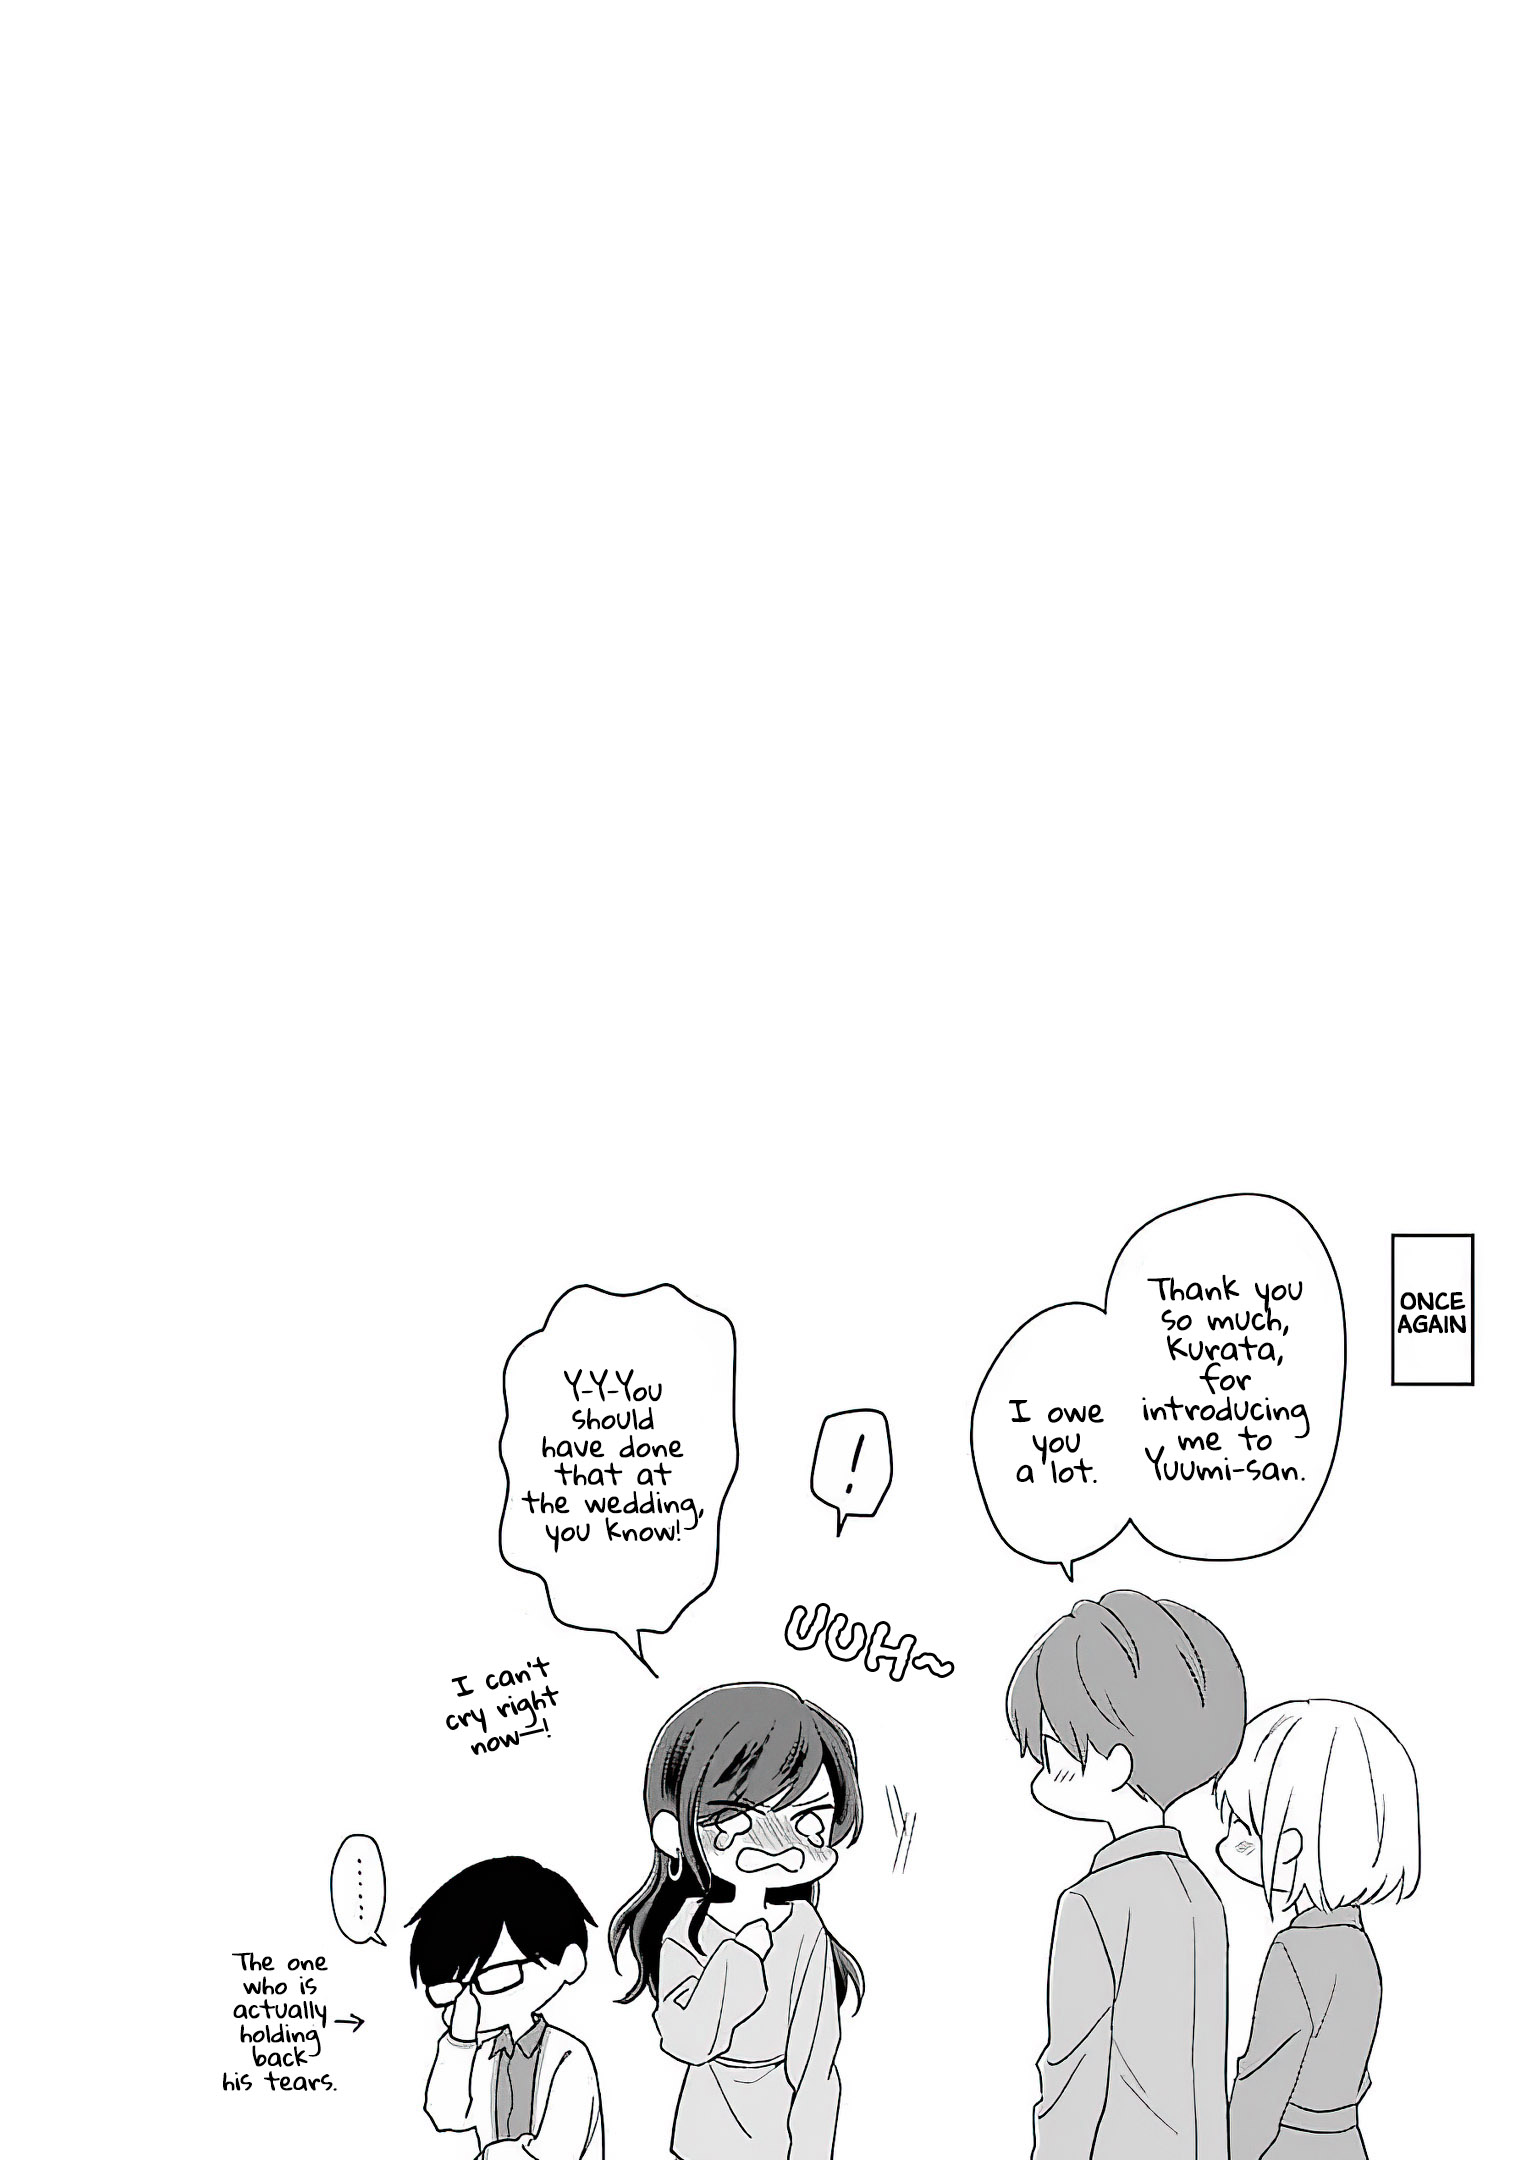 ONCE
AGAIN
Thank you
so much,
Kurata,
for
introducing
me to
Yuumi-san.
I owe
you
a lot.
!
UUH~
Y-Y-You
should
have done
that at
the wedding,
you know!
I can't
cry right
now—!
......
The one
who is
actually
holding
back
his tears.